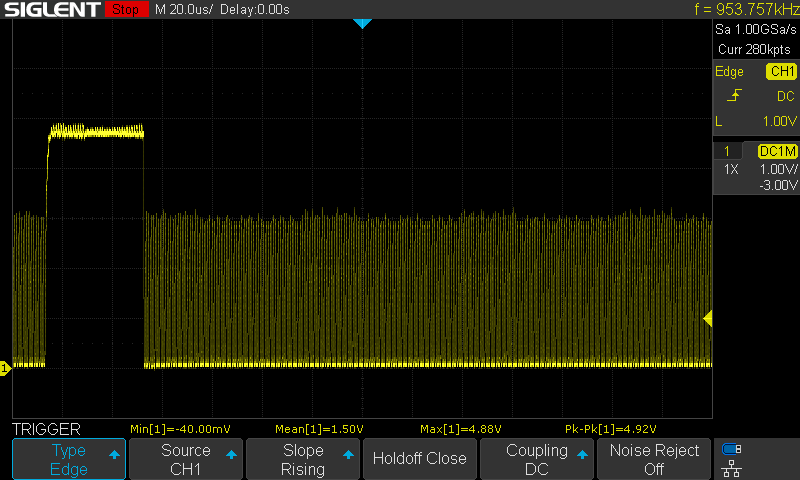 SIGLENT Stop M 20.0us/ Delay:0.00s f = 953.757kHz
Sa 1.00GSa/s
Curr 280kpts
Edge CH1
DC
L 1.00V
1 DC1M
1X 1.00V/
-3.00V
1
TRIGGER Min[1]=-40.00mV Mean[1]=1.50V Max[1]=4.88V Pk-Pk[1]=4.92V
Type Source Slope Holdoff Close Coupling Noise Reject
Edge CH1 Rising DC Off